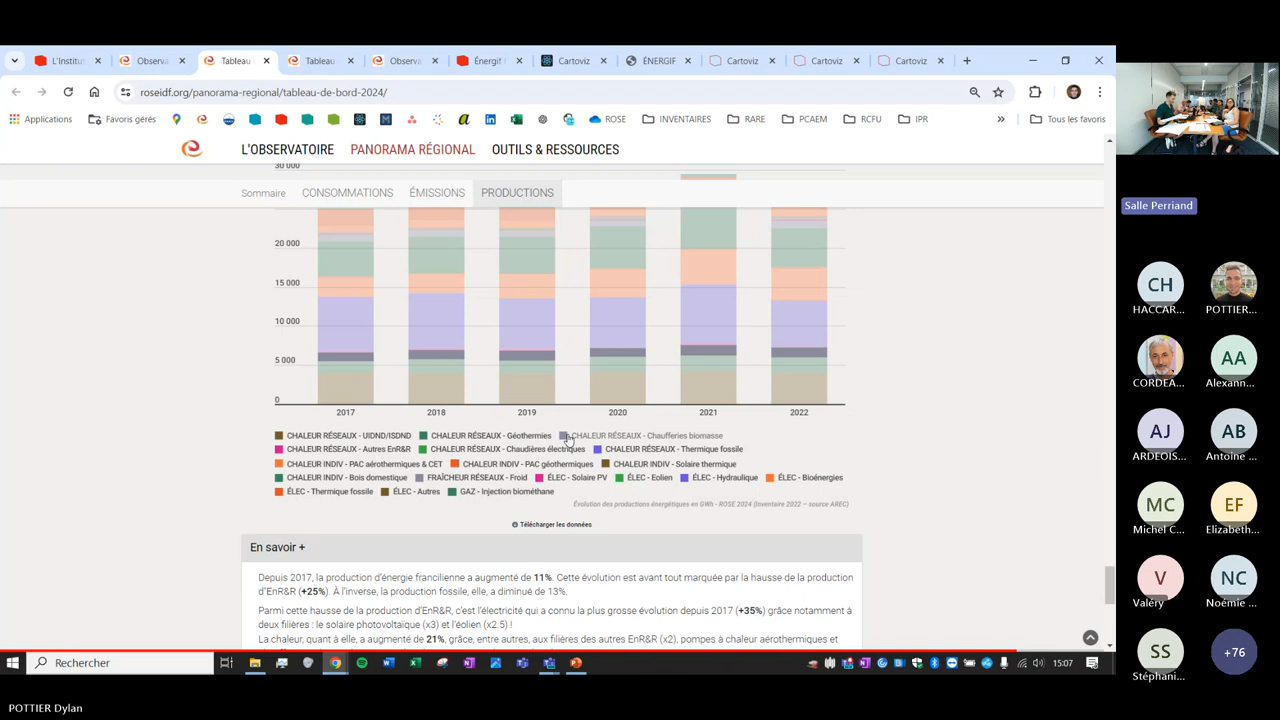 L'Institu
Observa
Tableau
Tableau
Observa
Énergif
Cartoviz
ÉNERGIF
Cartoviz
Cartoviz
Cartoviz
roseidf.org/panorama-regional/tableau-de-bord-2024/
Applications
Favoris gérés
ROSE
INVENTAIRES
RARE
PCAEM
RCFU
IPR
»
Tous les favoris
L'OBSERVATOIRE
PANORAMA RÉGIONAL
OUTILS & RESSOURCES
30 000
Sommaire
CONSOMMATIONS
ÉMISSIONS
PRODUCTIONS
20 000
15 000
10 000
5 000
0
2017 2018 2019 2020 2021 2022
CHALEUR RÉSEAUX - UIDND/ISDND CHALEUR RÉSEAUX - Géothermies CHALEUR RÉSEAUX - Chaufferies biomasse
CHALEUR RÉSEAUX - Autres EnR&R CHALEUR RÉSEAUX - Chaudières électriques CHALEUR RÉSEAUX - Thermique fossile
CHALEUR INDIV - PAC aérothermiques & CET CHALEUR INDIV - PAC géothermiques CHALEUR INDIV - Solaire thermique
CHALEUR INDIV - Bois domestique FRAÎCHEUR RÉSEAUX - Froid ÉLEC - Solaire PV ÉLEC - Eolien ÉLEC - Hydraulique ÉLEC - Bioénergies
ÉLEC - Thermique fossile ÉLEC - Autres GAZ - Injection biométhane
Évolution des productions énergétiques en GWh - ROSE 2024 (Inventaire 2022 – source AREC)
Télécharger les données
En savoir +
Depuis 2017, la production d'énergie francilienne a augmenté de 11%. Cette évolution est avant tout marquée par la hausse de la production
d'EnR&R (+25%). À l'inverse, la production fossile, elle, a diminué de 13%.
Parmi cette hausse de la production d'EnR&R, c'est l'électricité qui a connu la plus grosse évolution depuis 2017 (+35%) grâce notamment à
deux filières : le solaire photovoltaïque (x3) et l'éolien (x2.5) !
La chaleur, quant à elle, a augmenté de 21%, grâce, entre autres, aux filières des autres EnR&R (x2), pompes à chaleur aérothermiques et
Rechercher
15:07
Salle Perriand
CH
HACCAR...
POTTIER...
CORDEA...
AA
Alexann...
AJ
ARDEOIS...
AB
Antoine ...
MC
Michel C...
EF
Elizabeth...
V
Valéry
NC
Noémie ...
SS
Stéphani...
+76
POTTIER Dylan